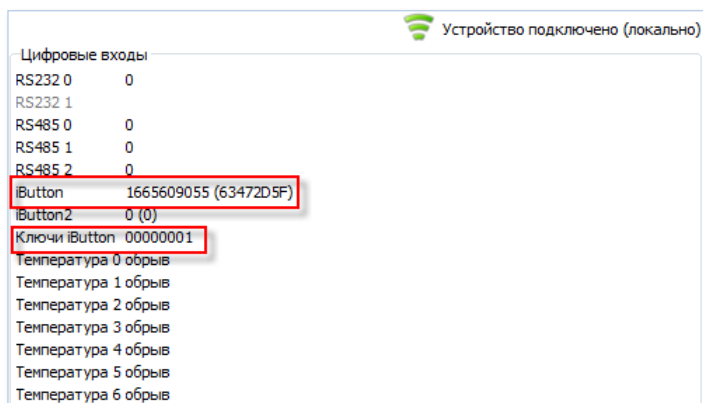 Устройство подключено (локально)
Цифровые входы
RS232 0 0
RS232 1
RS485 0 0
RS485 1 0
RS485 2 0
iButton 1665609055 (63472D5F)
iButton2 0 (0)
Ключи iButton 00000001
Температура 0 обрыв
Температура 1 обрыв
Температура 2 обрыв
Температура 3 обрыв
Температура 4 обрыв
Температура 5 обрыв
Температура 6 обрыв